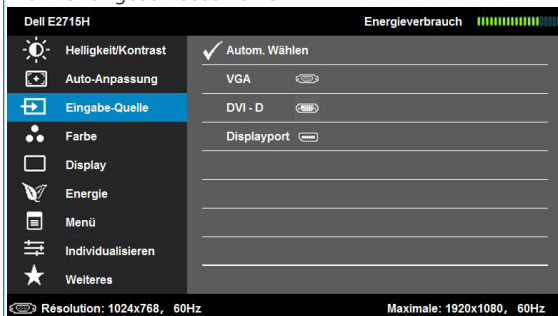 Dell E2715H Energieverbrauch
Helligkeit/Kontrast
Autom. Wählen
Auto-Anpassung
VGA
Eingabe-Quelle
DVI - D
Farbe
Displayport
Display
Energie
Menü
Individualisieren
Weiteres
Résolution: 1024x768, 60Hz
Maximale: 1920x1080, 60Hz